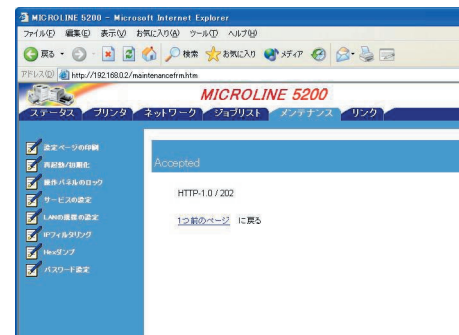 MICROLINE 5200 - Microsoft Internet Explorer
ファイル(F) 編集(E) 表示(V) お気に入り(A) ツール(T) ヘルプ(H)
戻る 検索 お気に入り メディア
アドレス(D) http://192.168.0.2/maintenancefrm.htm
MICROLINE 5200
ステータス プリンタ ネットワーク ジョブリスト メンテナンス リンク
設定ページの印刷
再起動/初期化
操作パネルのロック
サービスの設定
LANの規模の設定
IPフィルタリング
Hexダンプ
パスワード設定
Accepted
HTTP-1.0 / 202
1つ前のページ に戻る